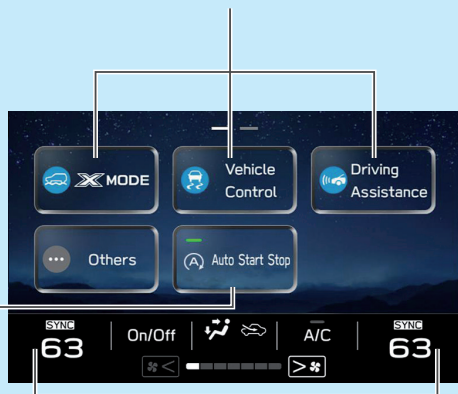 X MODE
Vehicle
Control
Driving
Assistance
Others
A Auto Start Stop
SYNC
63
On/Off
A/C
SYNC
63
<
>